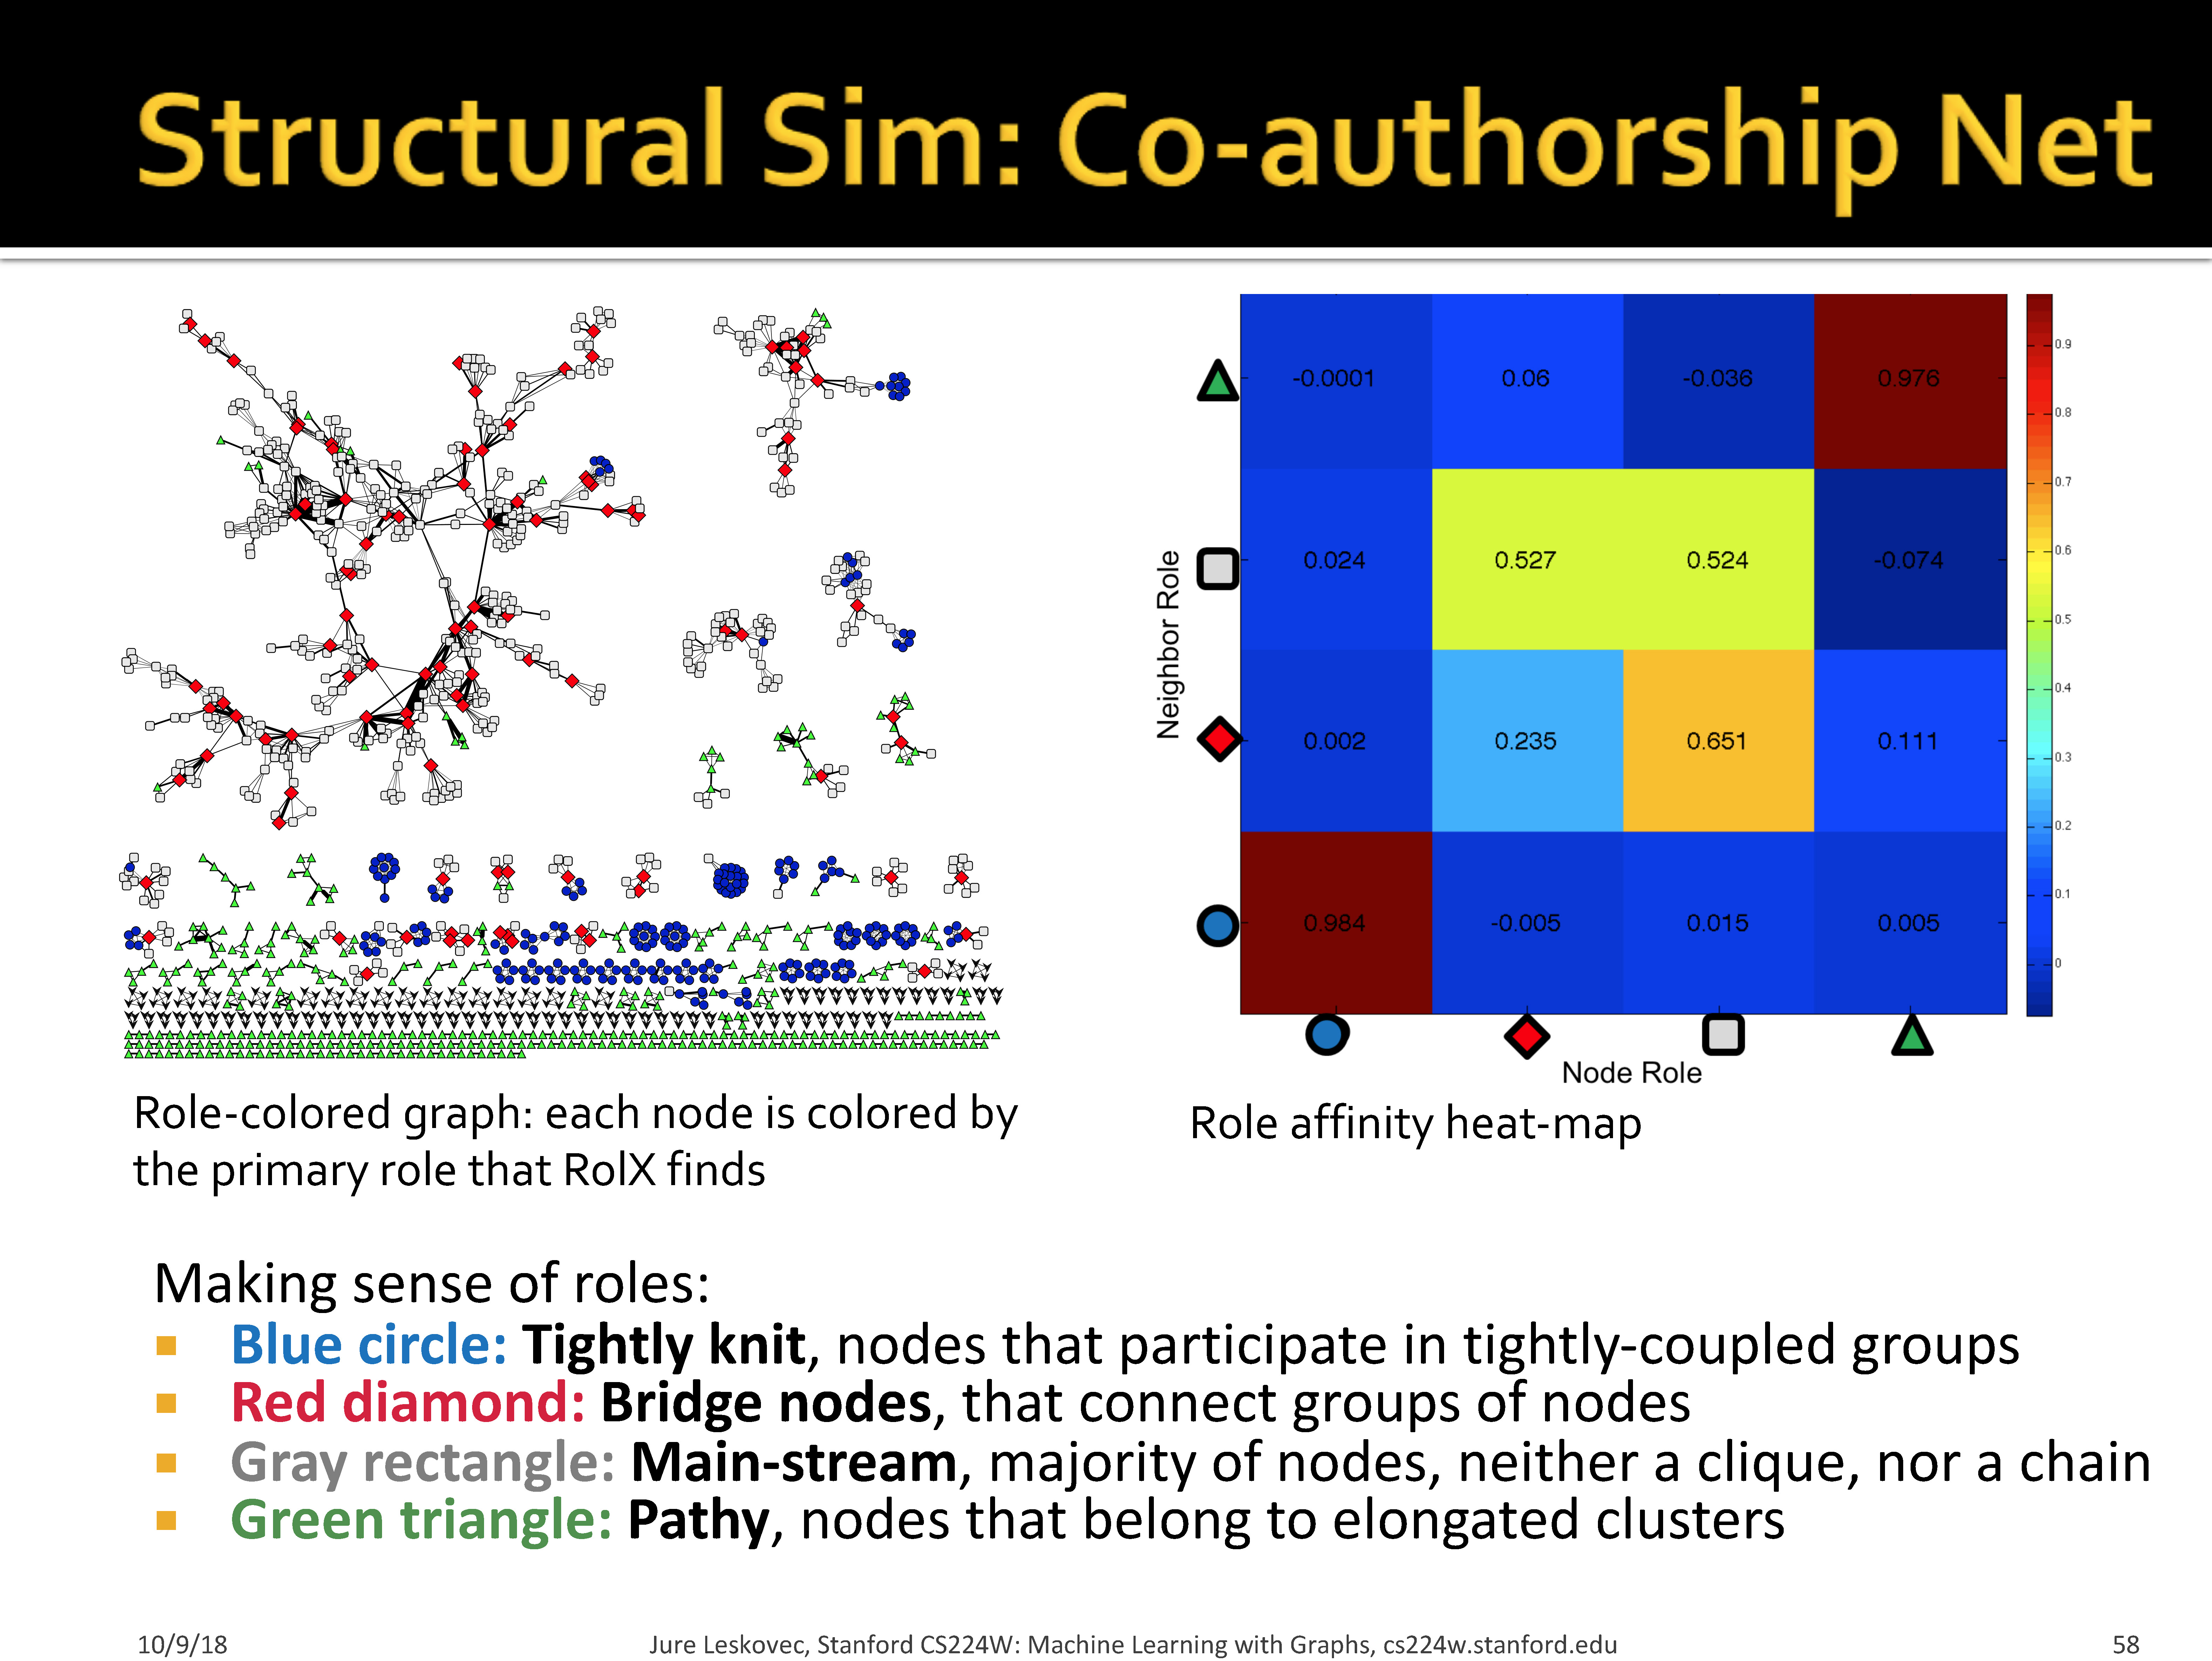 Structural Sim: Co-authorship Net
Role-colored graph: each node is colored by
the primary role that RolX finds
Neighbor Role
-0.0001 0.06 -0.036 0.976
0.024 0.527 0.524 -0.074
0.002 0.235 0.651 0.111
0.984 -0.005 0.015 0.005
Node Role
0.9
0.8
0.7
0.6
0.5
0.4
0.3
0.2
0.1
0
Role affinity heat-map
Making sense of roles:
Blue circle: Tightly knit, nodes that participate in tightly-coupled groups
Red diamond: Bridge nodes, that connect groups of nodes
Gray rectangle: Main-stream, majority of nodes, neither a clique, nor a chain
Green triangle: Pathy, nodes that belong to elongated clusters
10/9/18 Jure Leskovec, Stanford CS224W: Machine Learning with Graphs, cs224w.stanford.edu 58